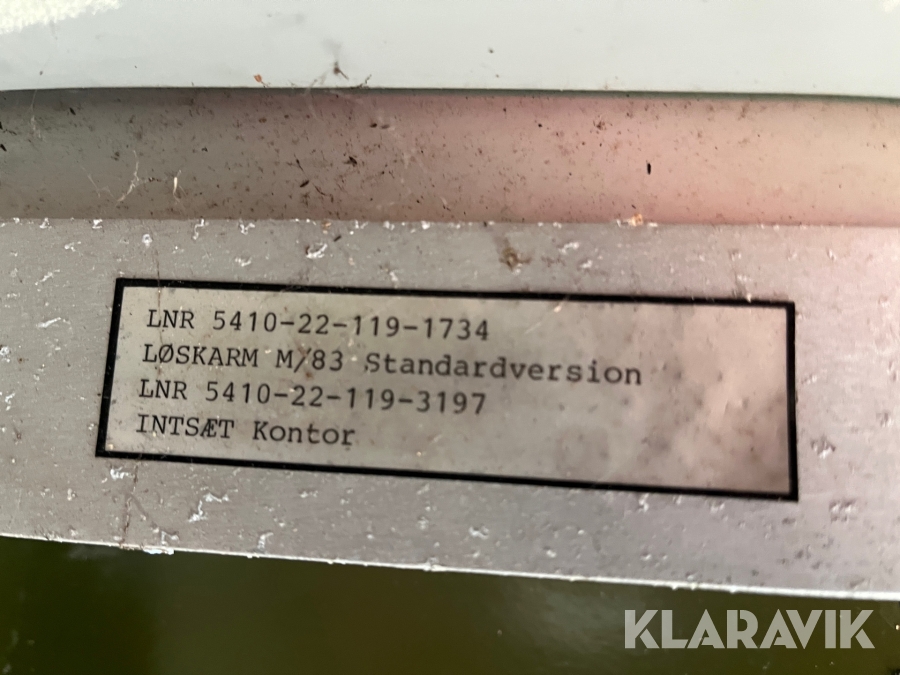 LNR 5410-22-119-1734
LØSKARM M/83 Standardversion
LNR 5410-22-119-3197
INTSÆT Kontor
KLARAVIK